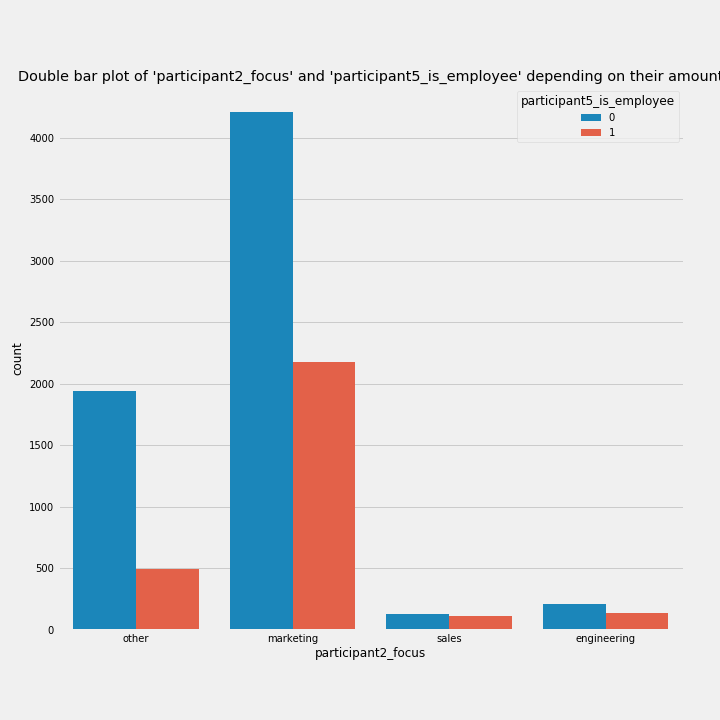 Double bar plot of 'participant2_focus' and 'participant5_is_employee' depending on their amount
participant5_is_employee
0
1
4000
3500
3000
2500
2000
1500
1000
500
0
count
other marketing sales engineering
participant2_focus